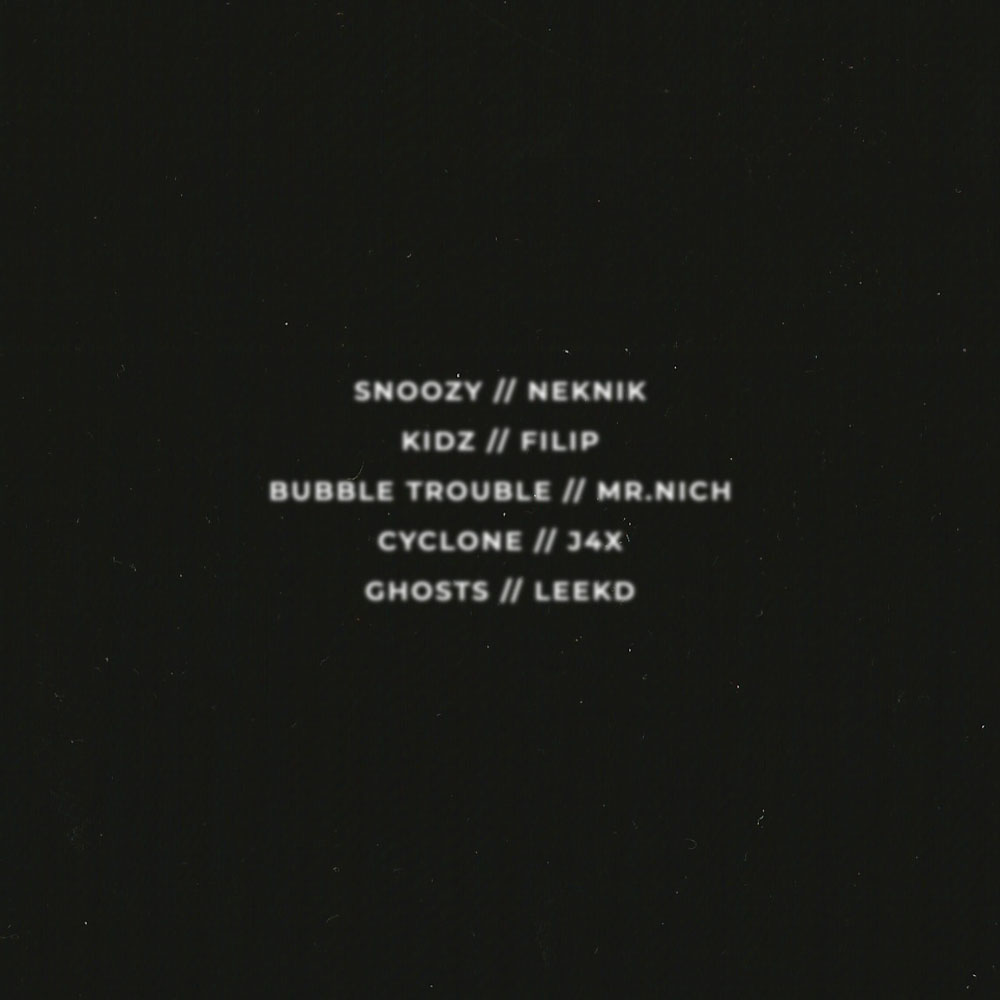 SNOOZY // NEKNIK
KIDZ // FILIP
BUBBLE TROUBLE // MR.NICH
CYCLONE // J4X
GHOSTS // LEEKD